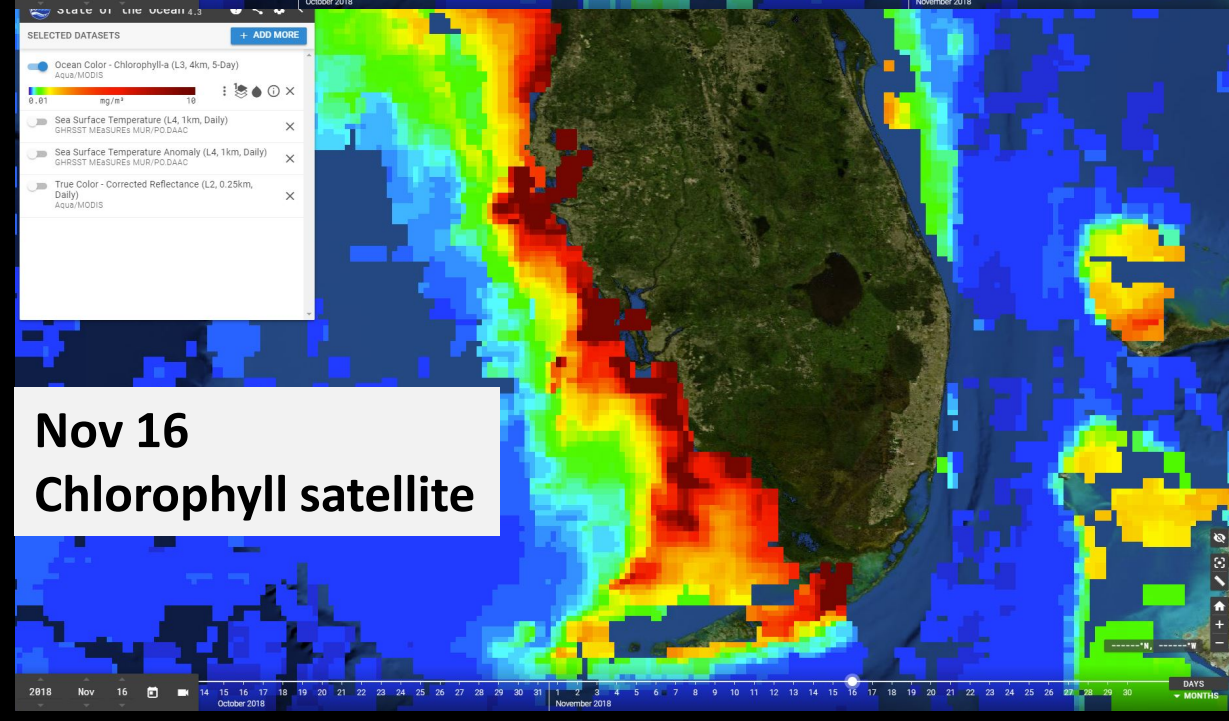 October 2018
November 2018
State of the Ocean 4.3
SELECTED DATASETS
+ ADD MORE
Ocean Color - Chlorophyll-a (L3, 4km, 5-Day)
Aqua/MODIS
0.01 mg/m³ 10
Sea Surface Temperature (L4, 1km, Daily)
GHRSST MEaSUREs MUR/PO.DAAC
Sea Surface Temperature Anomaly (L4, 1km, Daily)
GHRSST MEaSUREs MUR/PO.DAAC
True Color - Corrected Reflectance (L2, 0.25km,
Daily)
Aqua/MODIS
Nov 16
Chlorophyll satellite
------°N, ------°W
2018 Nov 16
14 15 16 17 18 19 20 21 22 23 24 25 26 27 28 29 30 31 1 2 3 4 5 6 7 8 9 10 11 12 13 14 15 16 17 18 19 20 21 22 23 24 25 26 27 28 29 30
October 2018
November 2018
DAYS
MONTHS